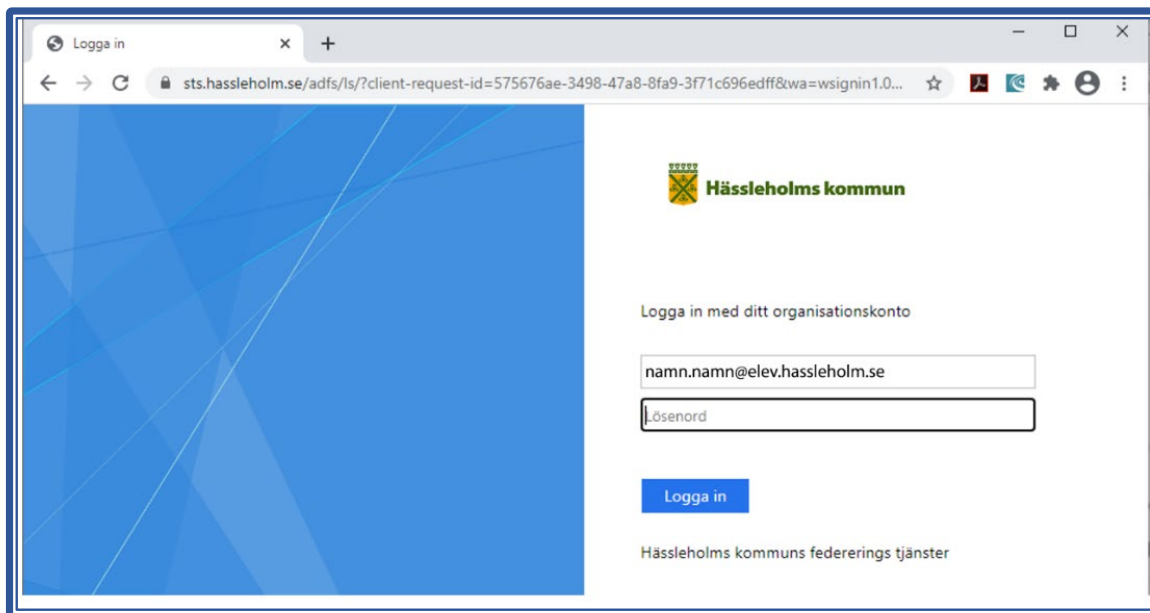 Logga in
sts.hassleholm.se/adfs/ls/?client-request-id=575676ae-3498-47a8-8fa9-3f71c696edff&wa=wsignin1.0...
Hässleholms kommun
Logga in med ditt organisationskonto
namn.namn@elev.hassleholm.se
Lösenord
Logga in
Hässleholms kommuns federerings tjänster